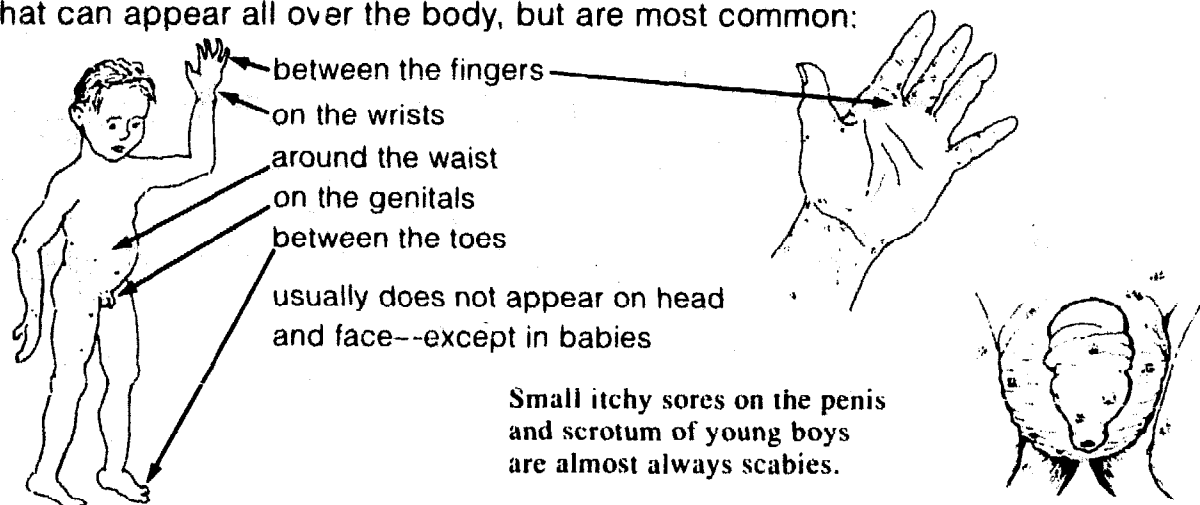 hat can appear all over the body, but are most common:
between the fingers
on the wrists
around the waist
on the genitals
between the toes
usually does not appear on head
and face--except in babies
Small itchy sores on the penis
and scrotum of young boys
are almost always scabies.